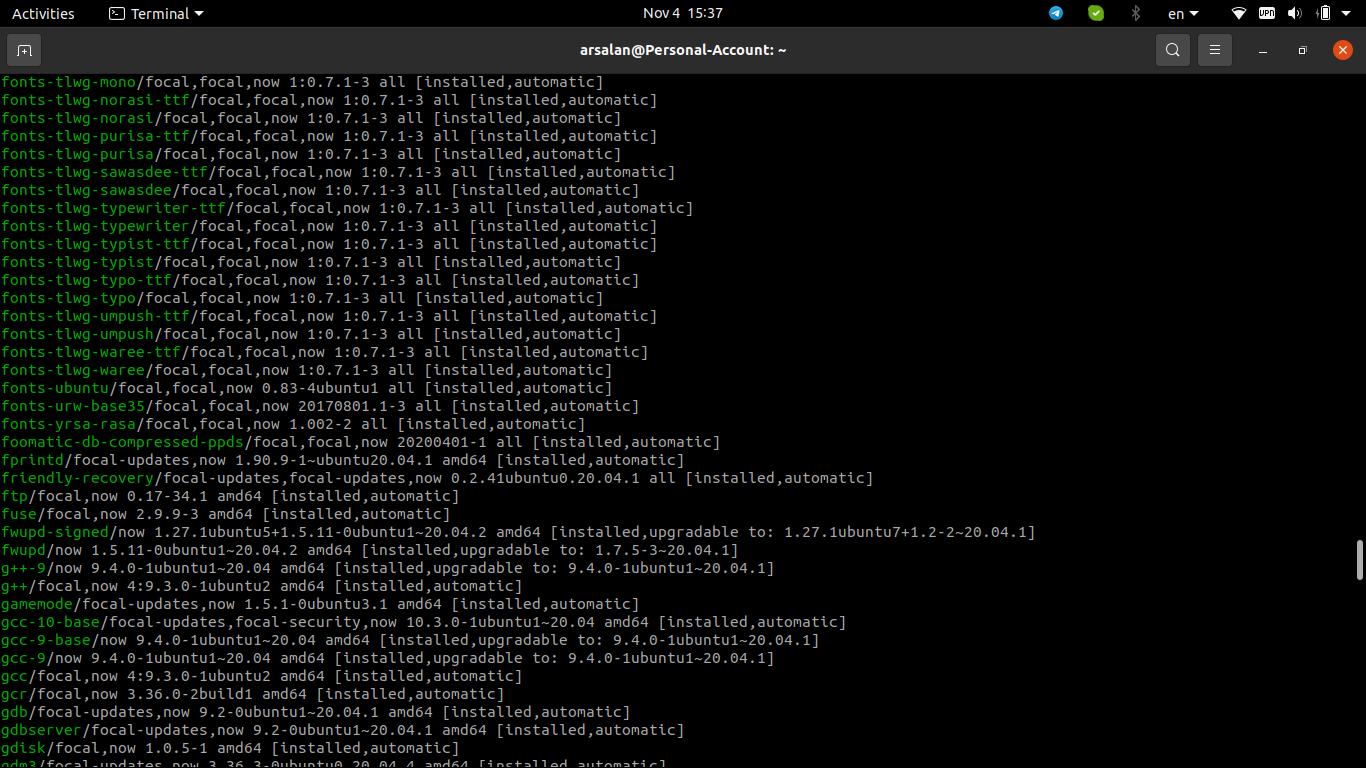 Activities Terminal Nov 4 15:37 en VPN
arsalan@Personal-Account: ~
fonts-tlwg-mono/focal,focal,now 1:0.7.1-3 all [installed,automatic]
fonts-tlwg-norasi-ttf/focal,focal,now 1:0.7.1-3 all [installed,automatic]
fonts-tlwg-norasi/focal,focal,now 1:0.7.1-3 all [installed,automatic]
fonts-tlwg-purisa-ttf/focal,focal,now 1:0.7.1-3 all [installed,automatic]
fonts-tlwg-purisa/focal,focal,now 1:0.7.1-3 all [installed,automatic]
fonts-tlwg-sawasdee-ttf/focal,focal,now 1:0.7.1-3 all [installed,automatic]
fonts-tlwg-sawasdee/focal,focal,now 1:0.7.1-3 all [installed,automatic]
fonts-tlwg-typewriter-ttf/focal,focal,now 1:0.7.1-3 all [installed,automatic]
fonts-tlwg-typewriter/focal,focal,now 1:0.7.1-3 all [installed,automatic]
fonts-tlwg-typist-ttf/focal,focal,now 1:0.7.1-3 all [installed,automatic]
fonts-tlwg-typist/focal,focal,now 1:0.7.1-3 all [installed,automatic]
fonts-tlwg-typo-ttf/focal,focal,now 1:0.7.1-3 all [installed,automatic]
fonts-tlwg-typo/focal,focal,now 1:0.7.1-3 all [installed,automatic]
fonts-tlwg-umpush-ttf/focal,focal,now 1:0.7.1-3 all [installed,automatic]
fonts-tlwg-umpush/focal,focal,now 1:0.7.1-3 all [installed,automatic]
fonts-tlwg-waree-ttf/focal,focal,now 1:0.7.1-3 all [installed,automatic]
fonts-tlwg-waree/focal,focal,now 1:0.7.1-3 all [installed,automatic]
fonts-ubuntu/focal,focal,now 0.83-4ubuntu1 all [installed,automatic]
fonts-urw-base35/focal,focal,now 20170801.1-3 all [installed,automatic]
fonts-yrsa-rasa/focal,focal,now 1.002-2 all [installed,automatic]
foomatic-db-compressed-ppds/focal,focal,now 20200401-1 all [installed,automatic]
fprintd/focal-updates,now 1.90.9-1~ubuntu20.04.1 amd64 [installed,automatic]
friendly-recovery/focal-updates,focal-updates,now 0.2.41ubuntu0.20.04.1 all [installed,automatic]
ftp/focal,now 0.17-34.1 amd64 [installed,automatic]
fuse/focal,now 2.9.9-3 amd64 [installed,automatic]
fwupd-signed/now 1.27.1ubuntu5+1.5.11-0ubuntu1~20.04.2 amd64 [installed,upgradable to: 1.27.1ubuntu7+1.2-2~20.04.1]
fwupd/now 1.5.11-0ubuntu1~20.04.2 amd64 [installed,upgradable to: 1.7.5-3~20.04.1]
g++-9/now 9.4.0-1ubuntu1~20.04 amd64 [installed,upgradable to: 9.4.0-1ubuntu1~20.04.1]
g++/focal,now 4:9.3.0-1ubuntu2 amd64 [installed,automatic]
gamemode/focal-updates,now 1.5.1-0ubuntu3.1 amd64 [installed,automatic]
gcc-10-base/focal-updates,focal-security,now 10.3.0-1ubuntu1~20.04 amd64 [installed,automatic]
gcc-9-base/now 9.4.0-1ubuntu1~20.04 amd64 [installed,upgradable to: 9.4.0-1ubuntu1~20.04.1]
gcc-9/now 9.4.0-1ubuntu1~20.04 amd64 [installed,upgradable to: 9.4.0-1ubuntu1~20.04.1]
gcc/focal,now 4:9.3.0-1ubuntu2 amd64 [installed,automatic]
gcr/focal,now 3.36.0-2build1 amd64 [installed,automatic]
gdb/focal-updates,now 9.2-0ubuntu1~20.04.1 amd64 [installed,automatic]
gdbserver/focal-updates,now 9.2-0ubuntu1~20.04.1 amd64 [installed,automatic]
gdisk/focal,now 1.0.5-1 amd64 [installed,automatic]
gdm3/focal-updates,now 3.36.3-0ubuntu0.20.04.4 amd64 [installed,automatic]